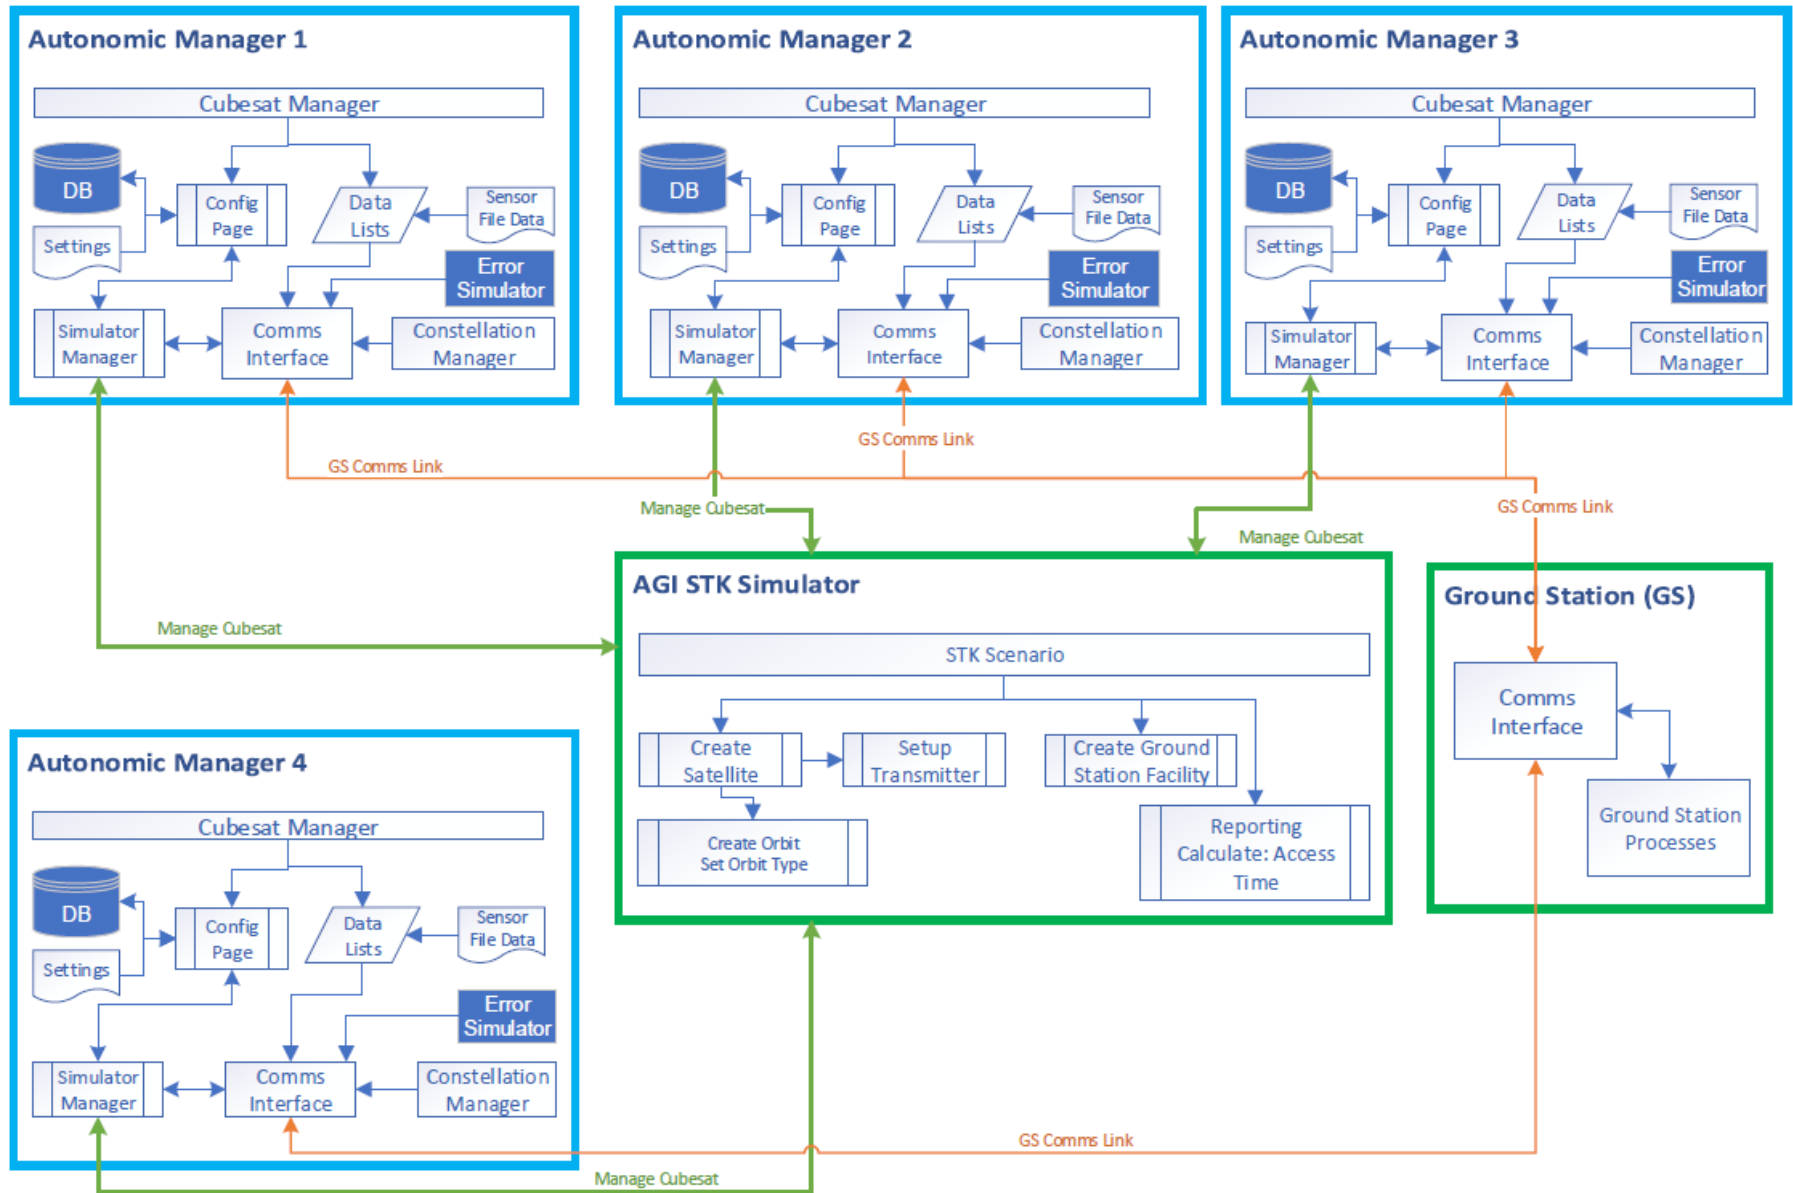 Autonomic Manager 1
Cubesat Manager
DB
Config
Page
Data
Lists
Sensor
File Data
Settings
Error
Simulator
Simulator
Manager
Comms
Interface
Constellation
Manager
Autonomic Manager 2
Cubesat Manager
DB
Config
Page
Data
Lists
Sensor
File Data
Settings
Error
Simulator
Simulator
Manager
Comms
Interface
Constellation
Manager
Autonomic Manager 3
Cubesat Manager
DB
Config
Page
Data
Lists
Sensor
File Data
Settings
Error
Simulator
Simulator
Manager
Comms
Interface
Constellation
Manager
GS Comms Link
GS Comms Link
GS Comms Link
Manage Cubesat
Manage Cubesat
Manage Cubesat
AGI STK Simulator
STK Scenario
Create
Satellite
Setup
Transmitter
Create Ground
Station Facility
Create Orbit
Set Orbit Type
Reporting
Calculate: Access
Time
Ground Station (GS)
Comms
Interface
Ground Station
Processes
Autonomic Manager 4
Cubesat Manager
DB
Config
Page
Data
Lists
Sensor
File Data
Settings
Error
Simulator
Simulator
Manager
Comms
Interface
Constellation
Manager
GS Comms Link
Manage Cubesat